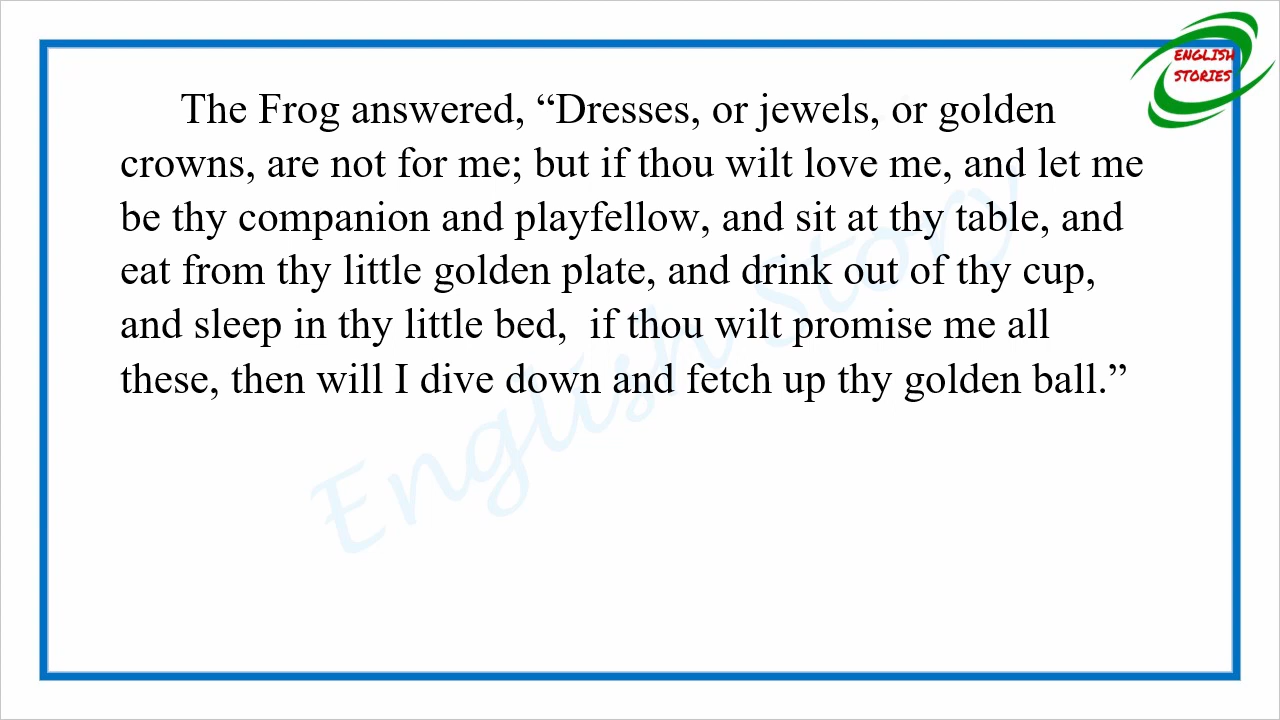 ENGLISH
STORIES
The Frog answered, “Dresses, or jewels, or golden
crowns, are not for me; but if thou wilt love me, and let me
be thy companion and playfellow, and sit at thy table, and
eat from thy little golden plate, and drink out of thy cup,
and sleep in thy little bed,  if thou wilt promise me all
these, then will I dive down and fetch up thy golden ball.”
English Story